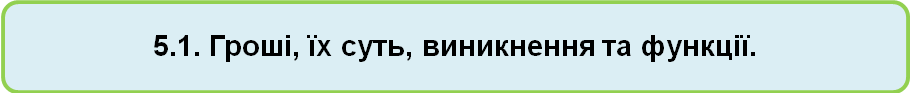 5.1. Гроші, їх суть, виникнення та функції.